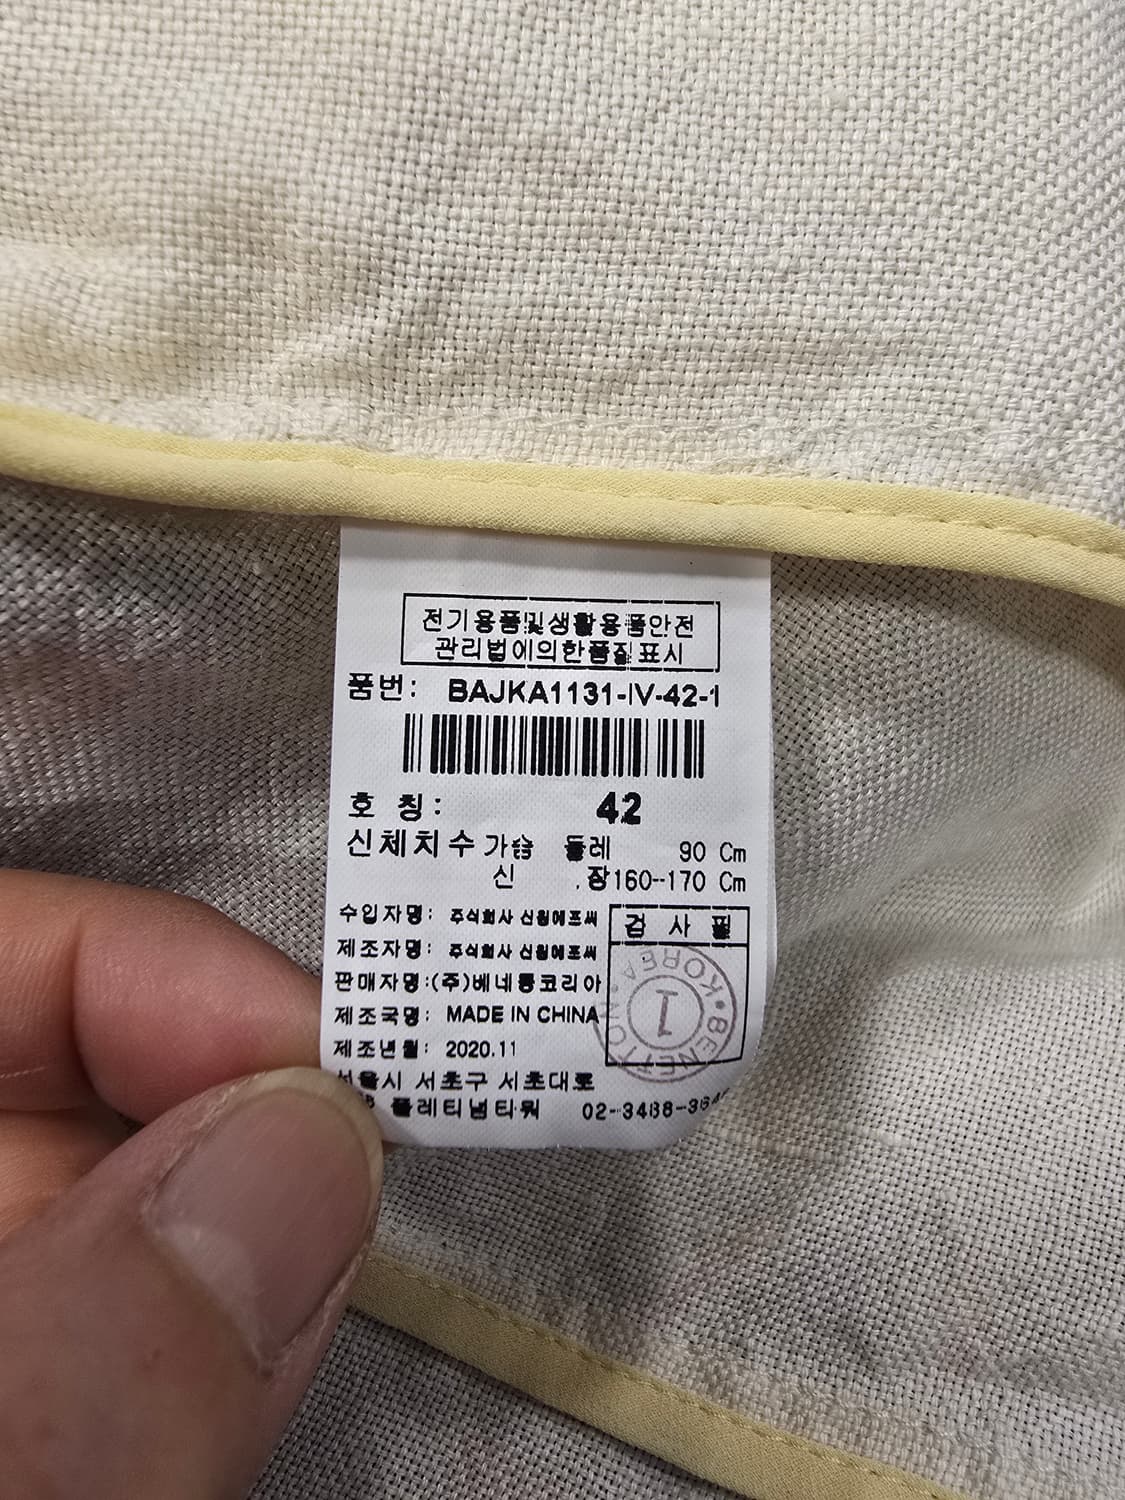 전기용품및생활용품안전
관리법에의한품질표시
품번: BAJKA1131-IV-42-1
호 칭: 42
신체치수 가슴 둘레 90 Cm
신 장 160--170 Cm
수입자명: 주식회사 신원에프씨
제조자명: 주식회사 신원에프씨
판매자명:(주)베네통코리아
제조국명: MADE IN CHINA
제조년월: 2020.11
서울시 서초구 서초대로
플레티넘타워
검 사 필
BENETTON KOREA
1